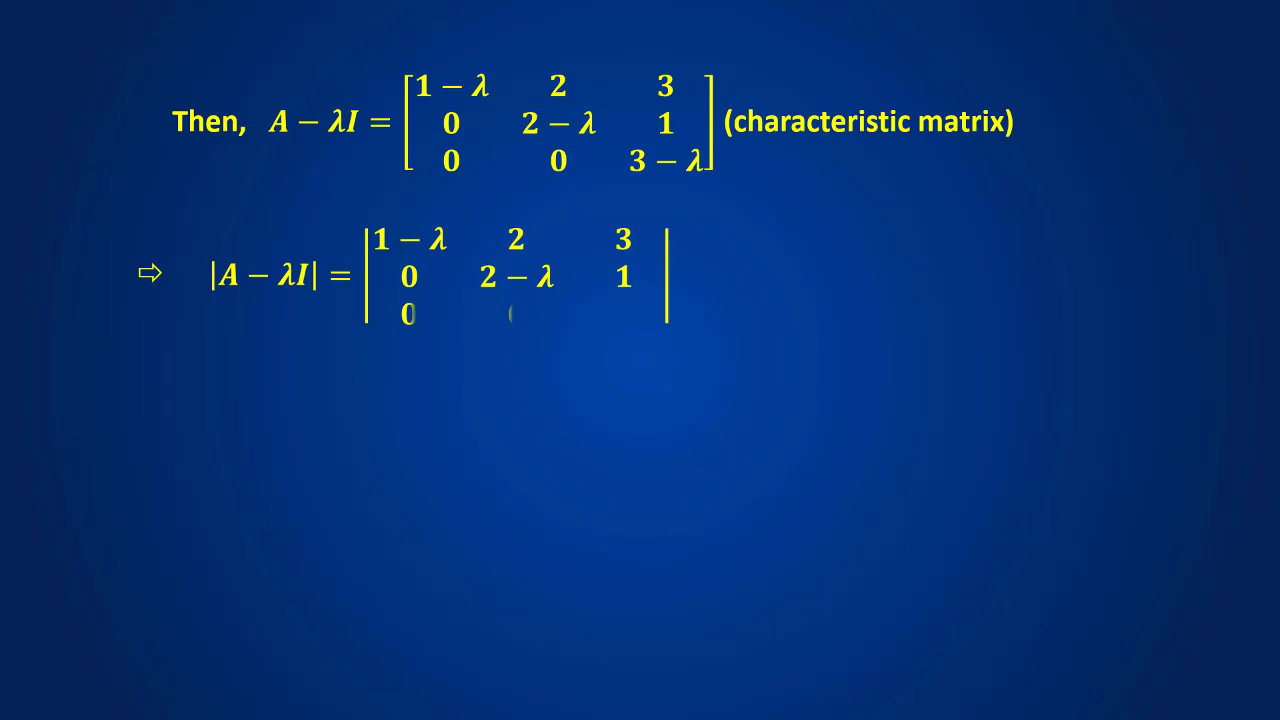 Then, A − λI = [1 − λ 2 3
0 2 − λ 1
0 0 3 − λ] (characteristic matrix)
⇨ |A − λI| = |1 − λ 2 3|
0 2 − λ 1
0